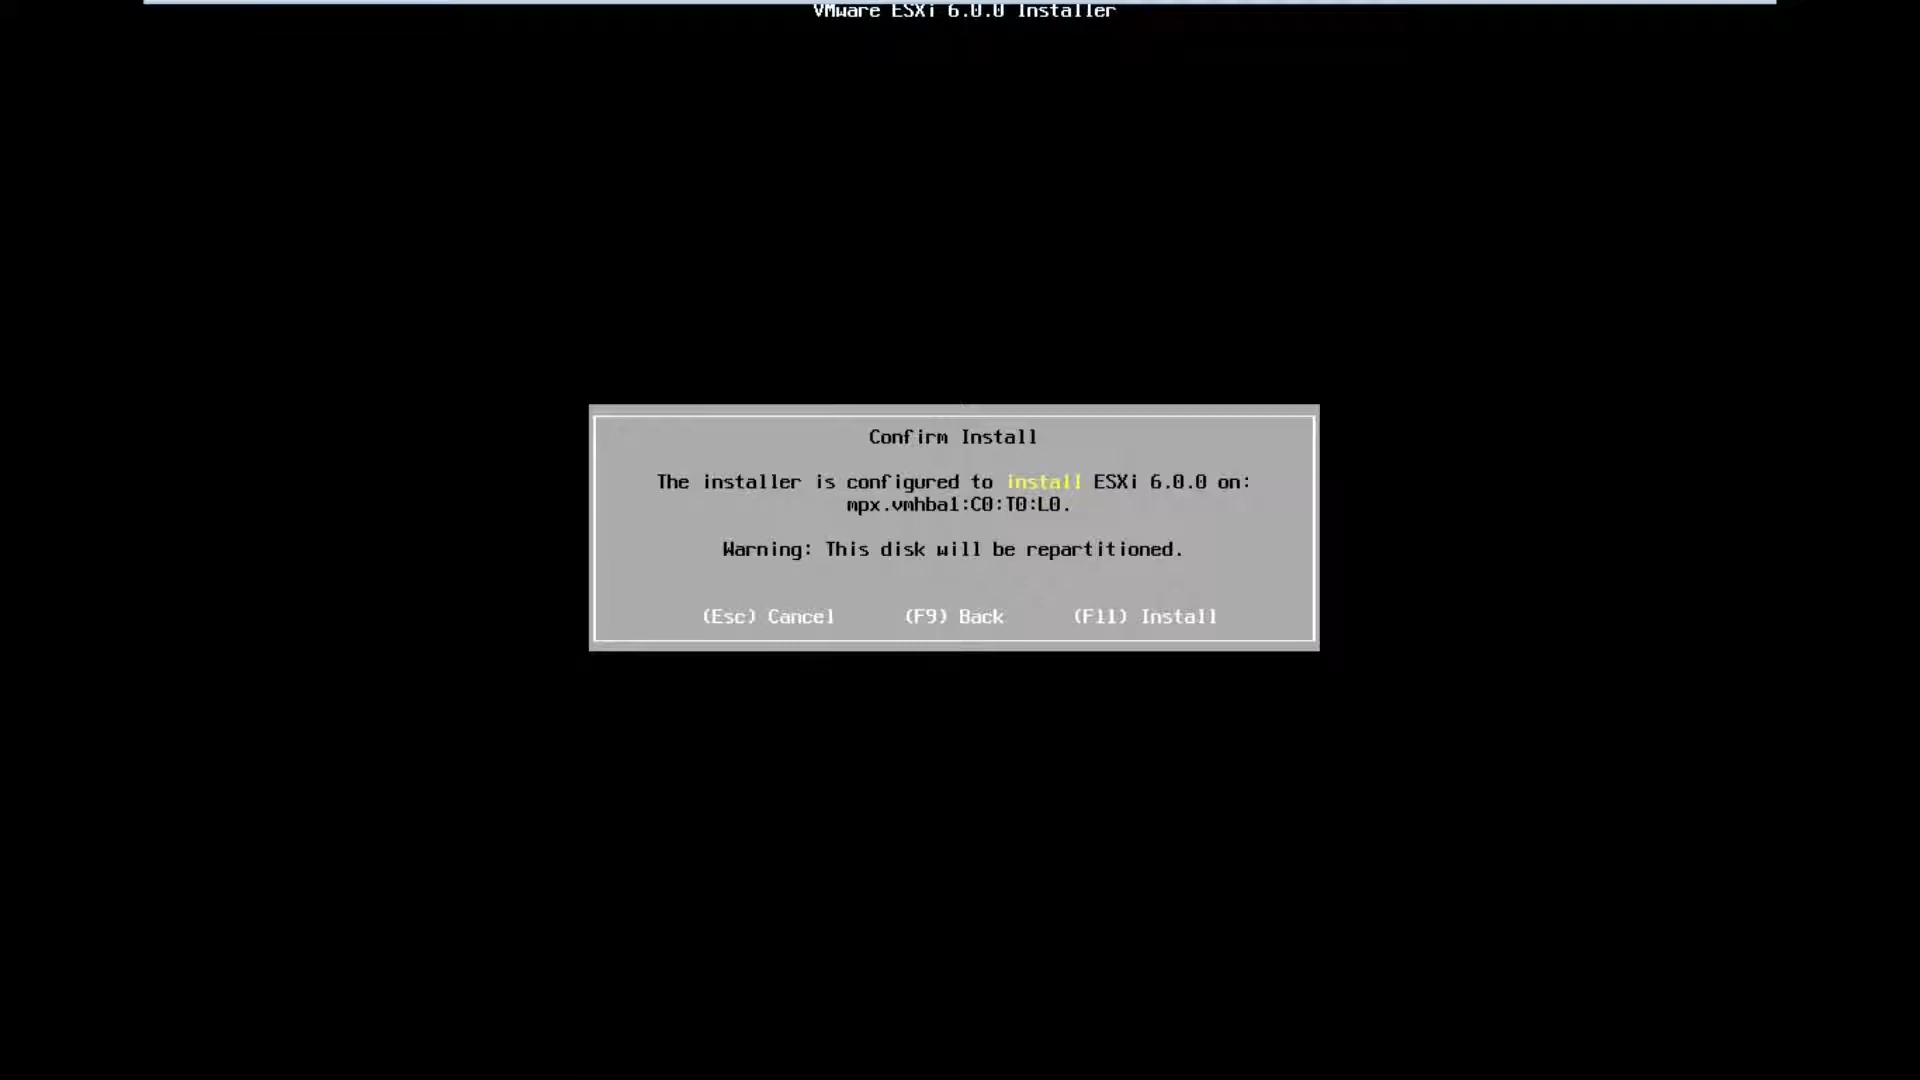 VMware ESXi 6.0.0 Installer
Confirm Install
The installer is configured to install ESXi 6.0.0 on:
mpx.vmhba1:C0:T0:L0.
Warning: This disk will be repartitioned.
(Esc) Cancel (F9) Back (F11) Install